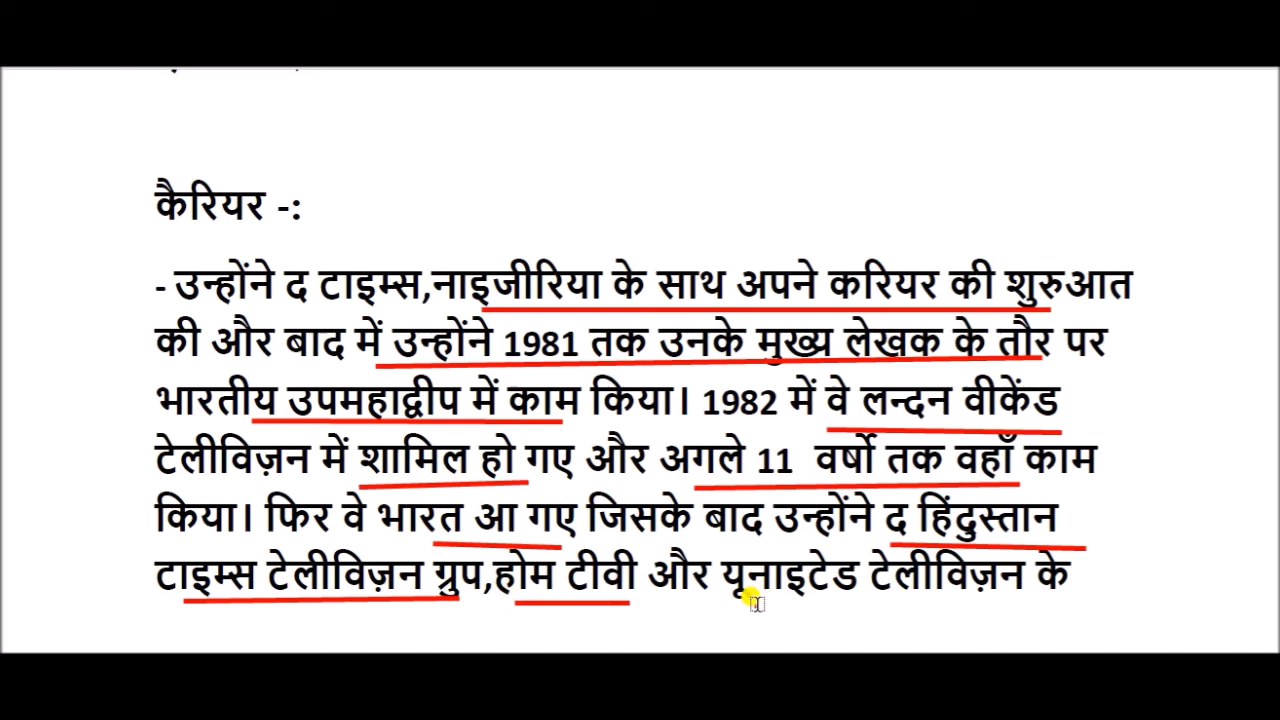 कैरियर -:
- उन्होंने द टाइम्स,नाइजीरिया के साथ अपने करियर की शुरुआत
की और बाद में उन्होंने 1981 तक उनके मुख्य लेखक के तौर पर
भारतीय उपमहाद्वीप में काम किया। 1982 में वे लन्दन वीकेंड
टेलीविज़न में शामिल हो गए और अगले 11 वर्षो तक वहाँ काम
किया। फिर वे भारत आ गए जिसके बाद उन्होंने द हिंदुस्तान
टाइम्स टेलीविज़न ग्रुप,होम टीवी और यूनाइटेड टेलीविज़न के